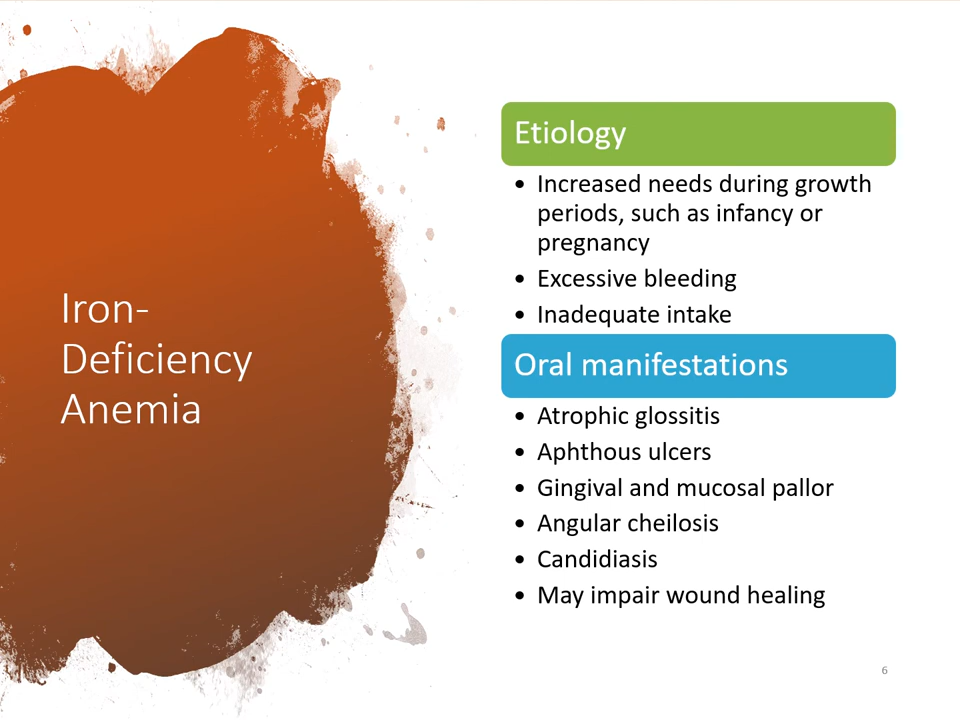 Iron-
Deficiency
Anemia
Etiology
• Increased needs during growth
periods, such as infancy or
pregnancy
• Excessive bleeding
• Inadequate intake
Oral manifestations
• Atrophic glossitis
• Aphthous ulcers
• Gingival and mucosal pallor
• Angular cheilosis
• Candidiasis
• May impair wound healing
6